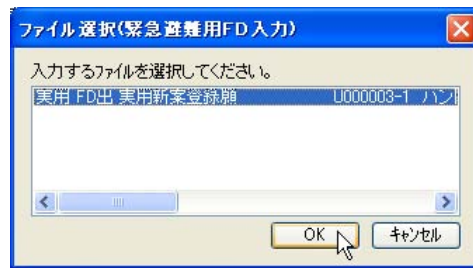 ファイル選択(緊急避難用FD入力)
入力するファイルを選択してください。
実用 FD出 実用新案登録願 U000003-1 ハン
OK
キャンセル